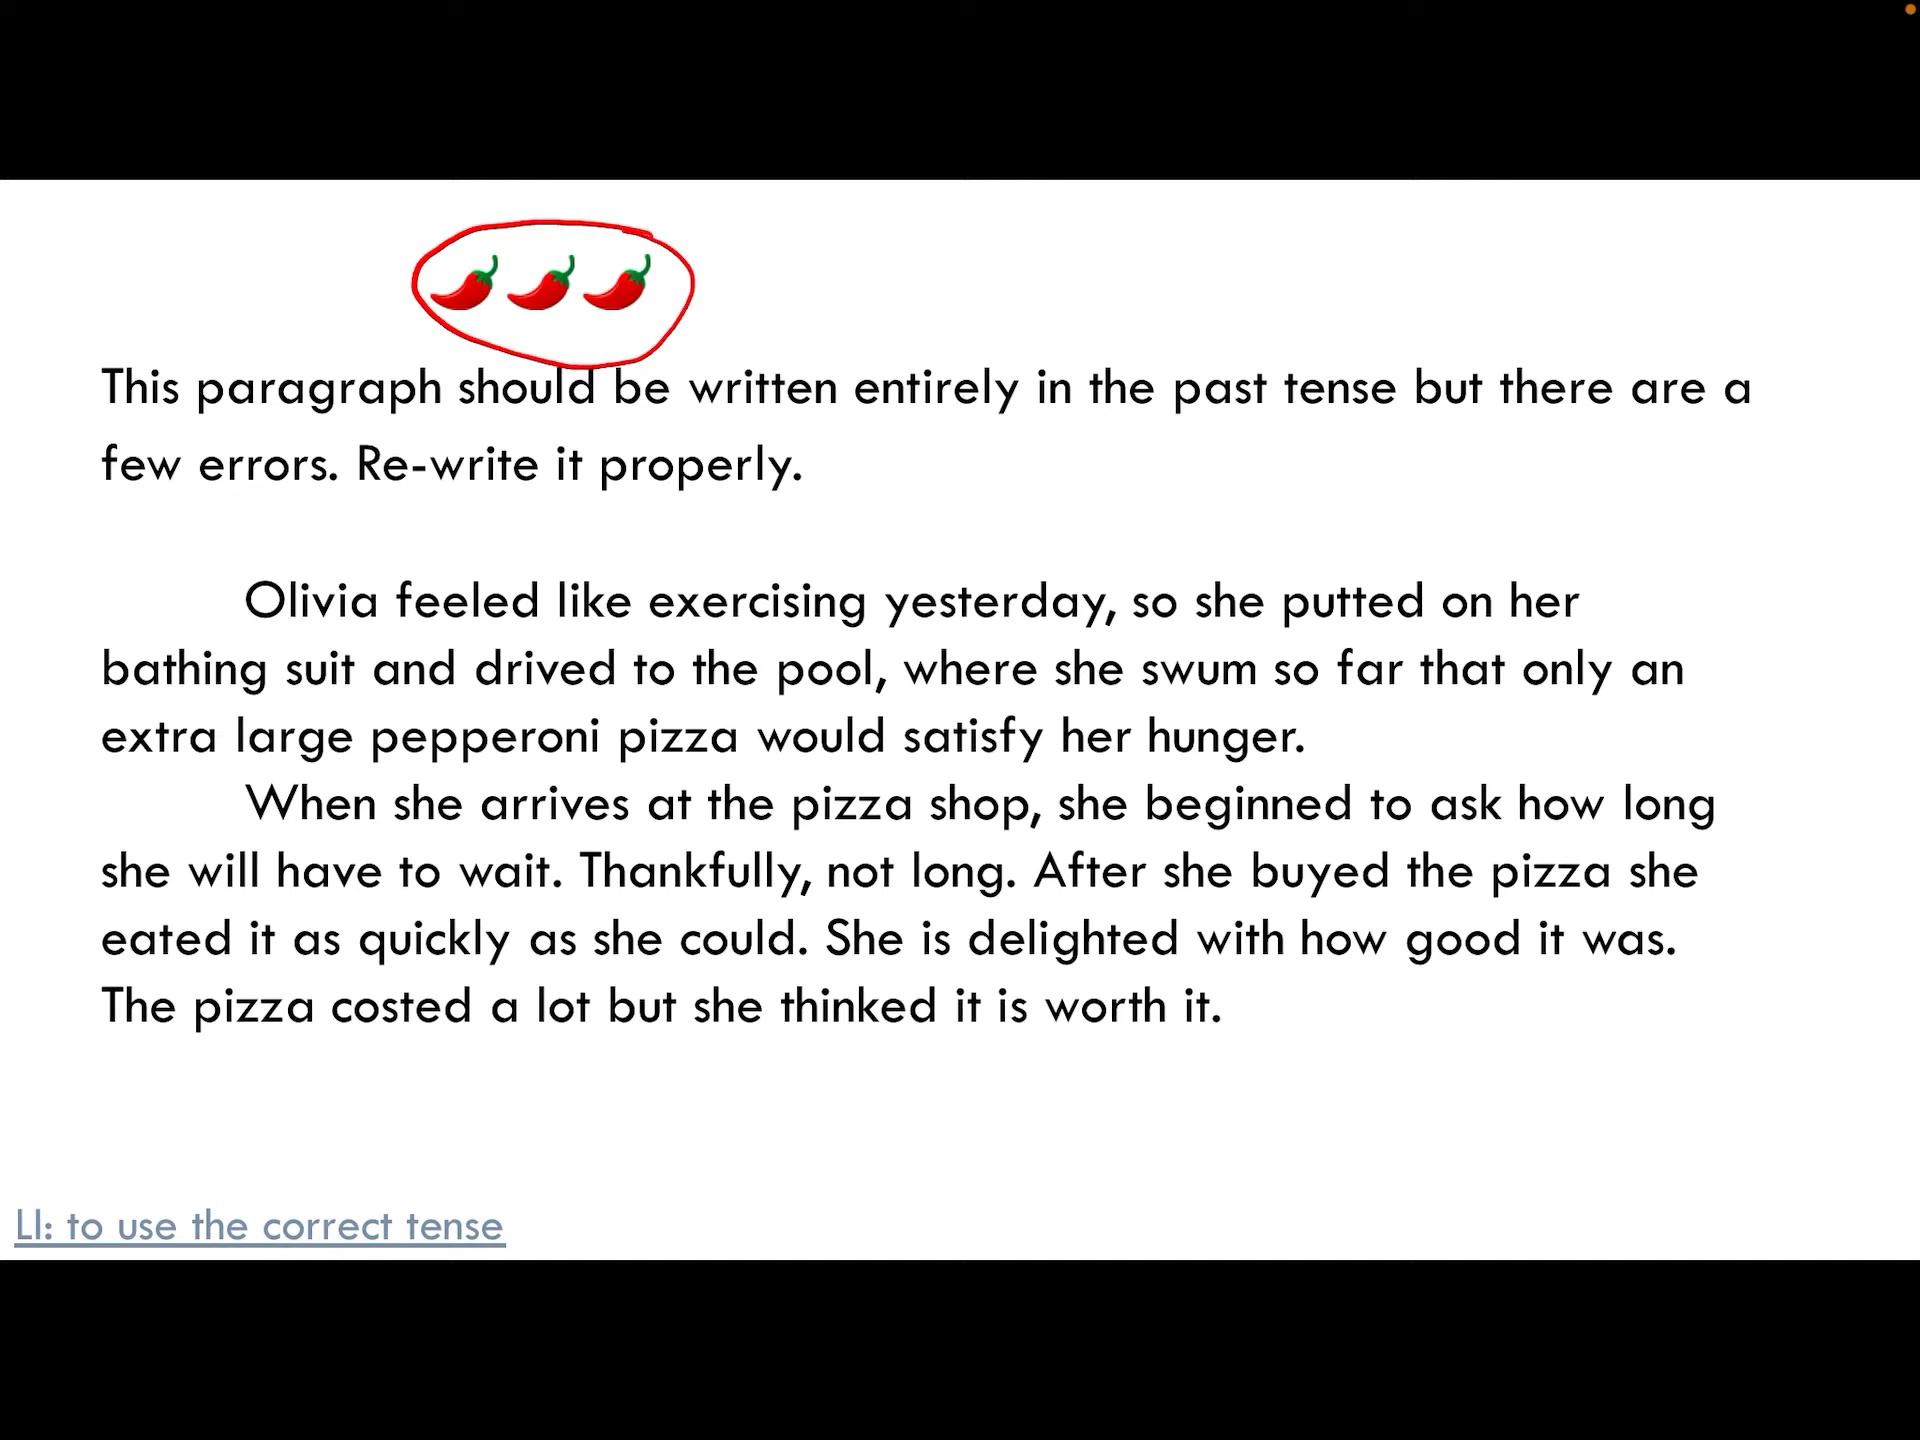 This paragraph should be written entirely in the past tense but there are a
few errors. Re-write it properly.
Olivia feeled like exercising yesterday, so she putted on her
bathing suit and drived to the pool, where she swum so far that only an
extra large pepperoni pizza would satisfy her hunger.
When she arrives at the pizza shop, she beginned to ask how long
she will have to wait. Thankfully, not long. After she buyed the pizza she
eated it as quickly as she could. She is delighted with how good it was.
The pizza costed a lot but she thinked it is worth it.
LI: to use the correct tense